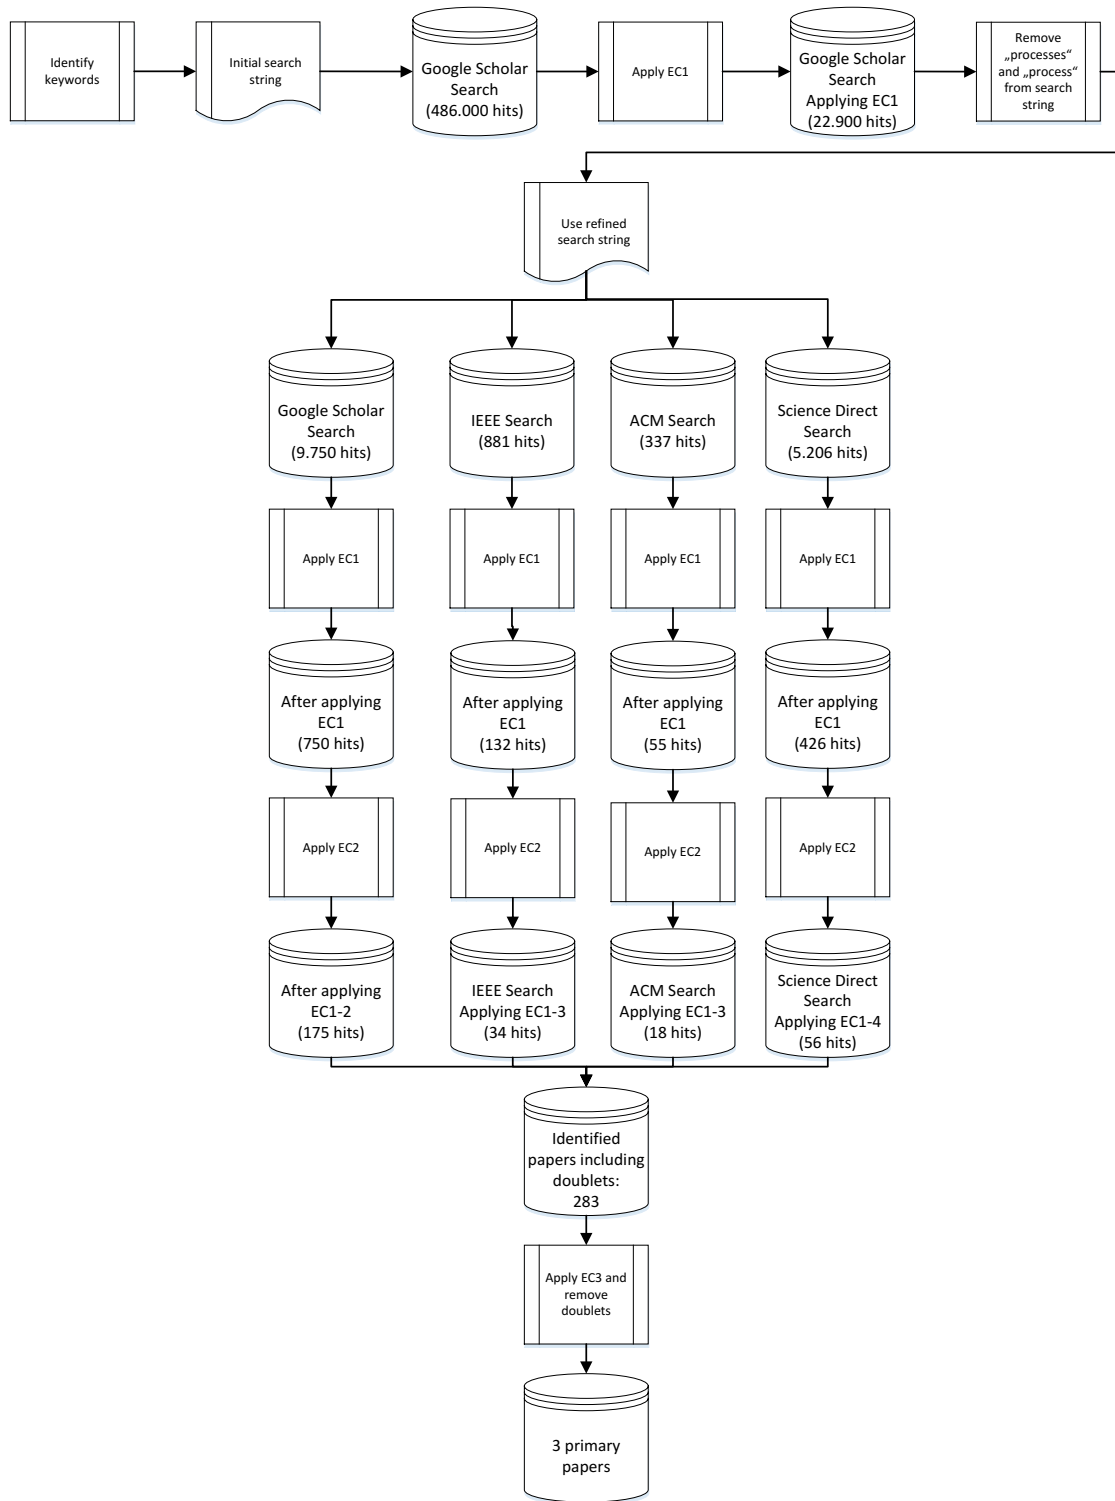 Identify
keywords
Initial search
string
Google Scholar
Search
(486.000 hits)
Apply EC1
Google Scholar
Search
Applying EC1
(22.900 hits)
Remove
„processes“
and „process“
from search
string
Use refined
search string
Google Scholar
Search
(9.750 hits)
IEEE Search
(881 hits)
ACM Search
(337 hits)
Science Direct
Search
(5.206 hits)
Apply EC1
Apply EC1
Apply EC1
Apply EC1
After applying
EC1
(750 hits)
After applying
EC1
(132 hits)
After applying
EC1
(55 hits)
After applying
EC1
(426 hits)
Apply EC2
Apply EC2
Apply EC2
Apply EC2
After applying
EC1-2
(175 hits)
IEEE Search
Applying EC1-3
(34 hits)
ACM Search
Applying EC1-3
(18 hits)
Science Direct
Search
Applying EC1-4
(56 hits)
Identified
papers including
doublets:
283
Apply EC3 and
remove
doublets
3 primary
papers